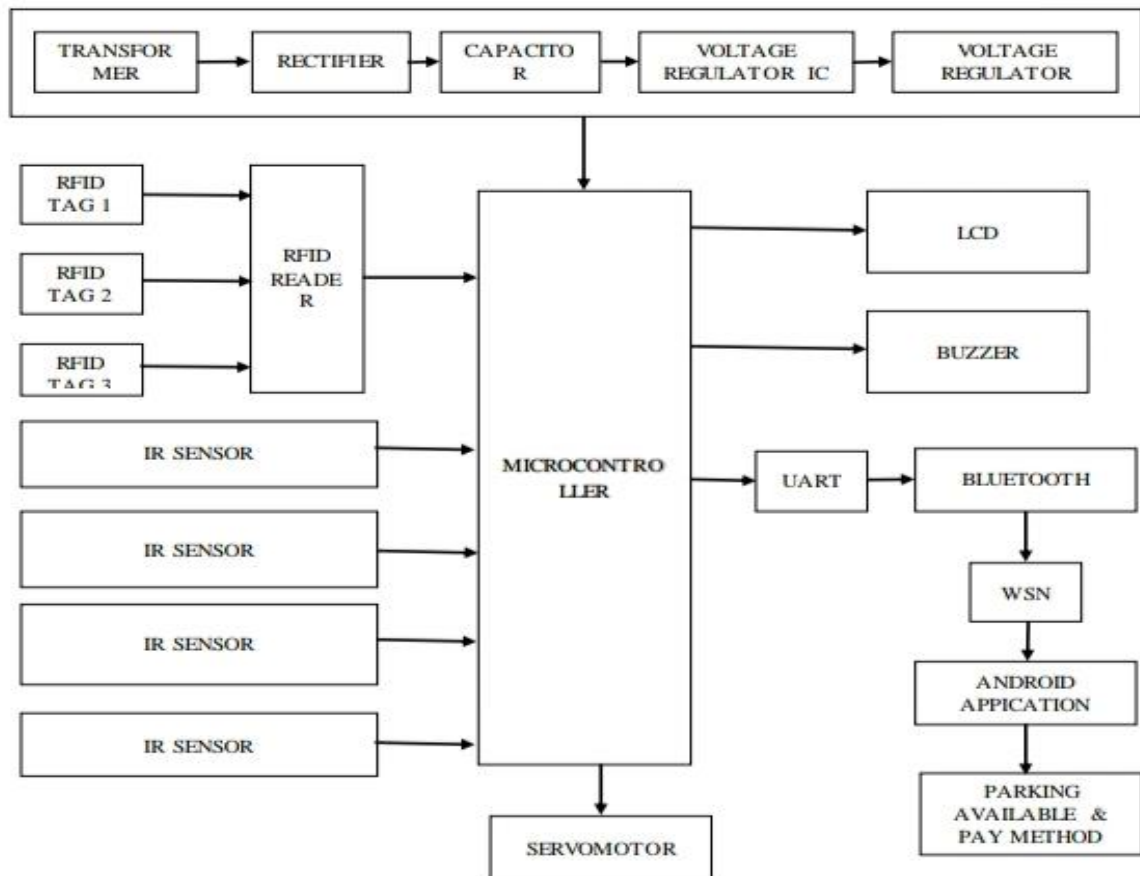 TRANSFOR
MER
RECTIFIER
CAPACITO
R
VOLTAGE
REGULATOR IC
VOLTAGE
REGULATOR
RFID
TAG 1
RFID
TAG 2
RFID
TAG 3
RFID
READE
R
IR SENSOR
IR SENSOR
IR SENSOR
IR SENSOR
MICROCONTRO
LLER
SERVOMOTOR
LCD
BUZZER
UART
BLUETOOTH
WSN
ANDROID
APPICATION
PARKING
AVAILABLE &
PAY METHOD